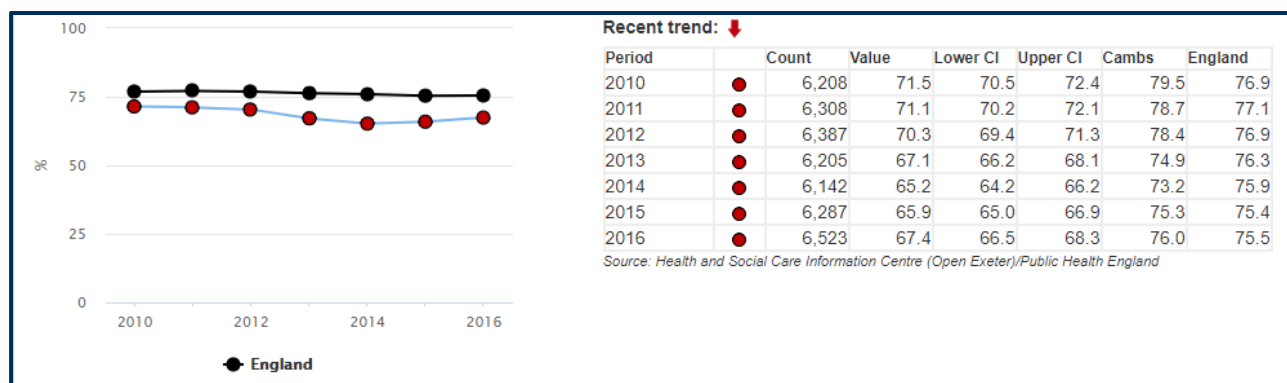 100
75
50
25
0
%
2010 2012 2014 2016
England
Recent trend:
Period Count Value Lower CI Upper CI Cambs England
2010 6,208 71.5 70.5 72.4 79.5 76.9
2011 6,308 71.1 70.2 72.1 78.7 77.1
2012 6,387 70.3 69.4 71.3 78.4 76.9
2013 6,205 67.1 66.2 68.1 74.9 76.3
2014 6,142 65.2 64.2 66.2 73.2 75.9
2015 6,287 65.9 65.0 66.9 75.3 75.4
2016 6,523 67.4 66.5 68.3 76.0 75.5
Source: Health and Social Care Information Centre (Open Exeter)/Public Health England